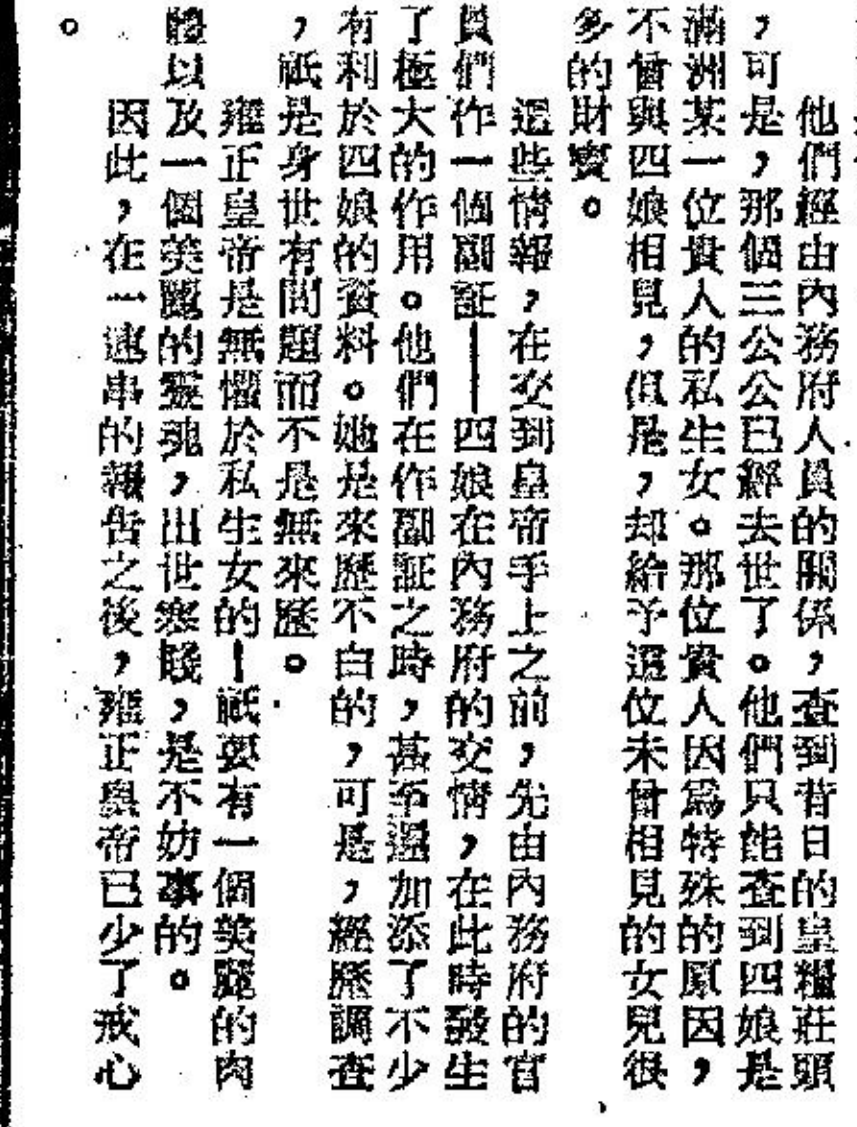 他們經由內務府人員的關係，查到昔日的皇糧莊頭
，可是，那個三公公已經去世了。他們只能查到四娘是
滿洲某一位貴人的私生女。那位貴人因爲特殊的原因，
不曾與四娘相見，但是，却給予這位未曾相見的女兒很
多的財寶。
這些情報，在交到皇帝手上之前，先由內務府的官
員們作一個副証——四娘在內務府的交情，在此時發生
了極大的作用。他們在作副証之時，甚至還加添了不少
有利於四娘的資料。她是來歷不白的，可是，經歷調查
，祇是身世有問題而不是無來歷。
雍正皇帝是無懼於私生女的—祇要有一個美麗的肉
體以及一個美麗的靈魂，出世寒賤，是不妨事的。
因此，在一連串的報告之後，雍正皇帝已少了戒心
。